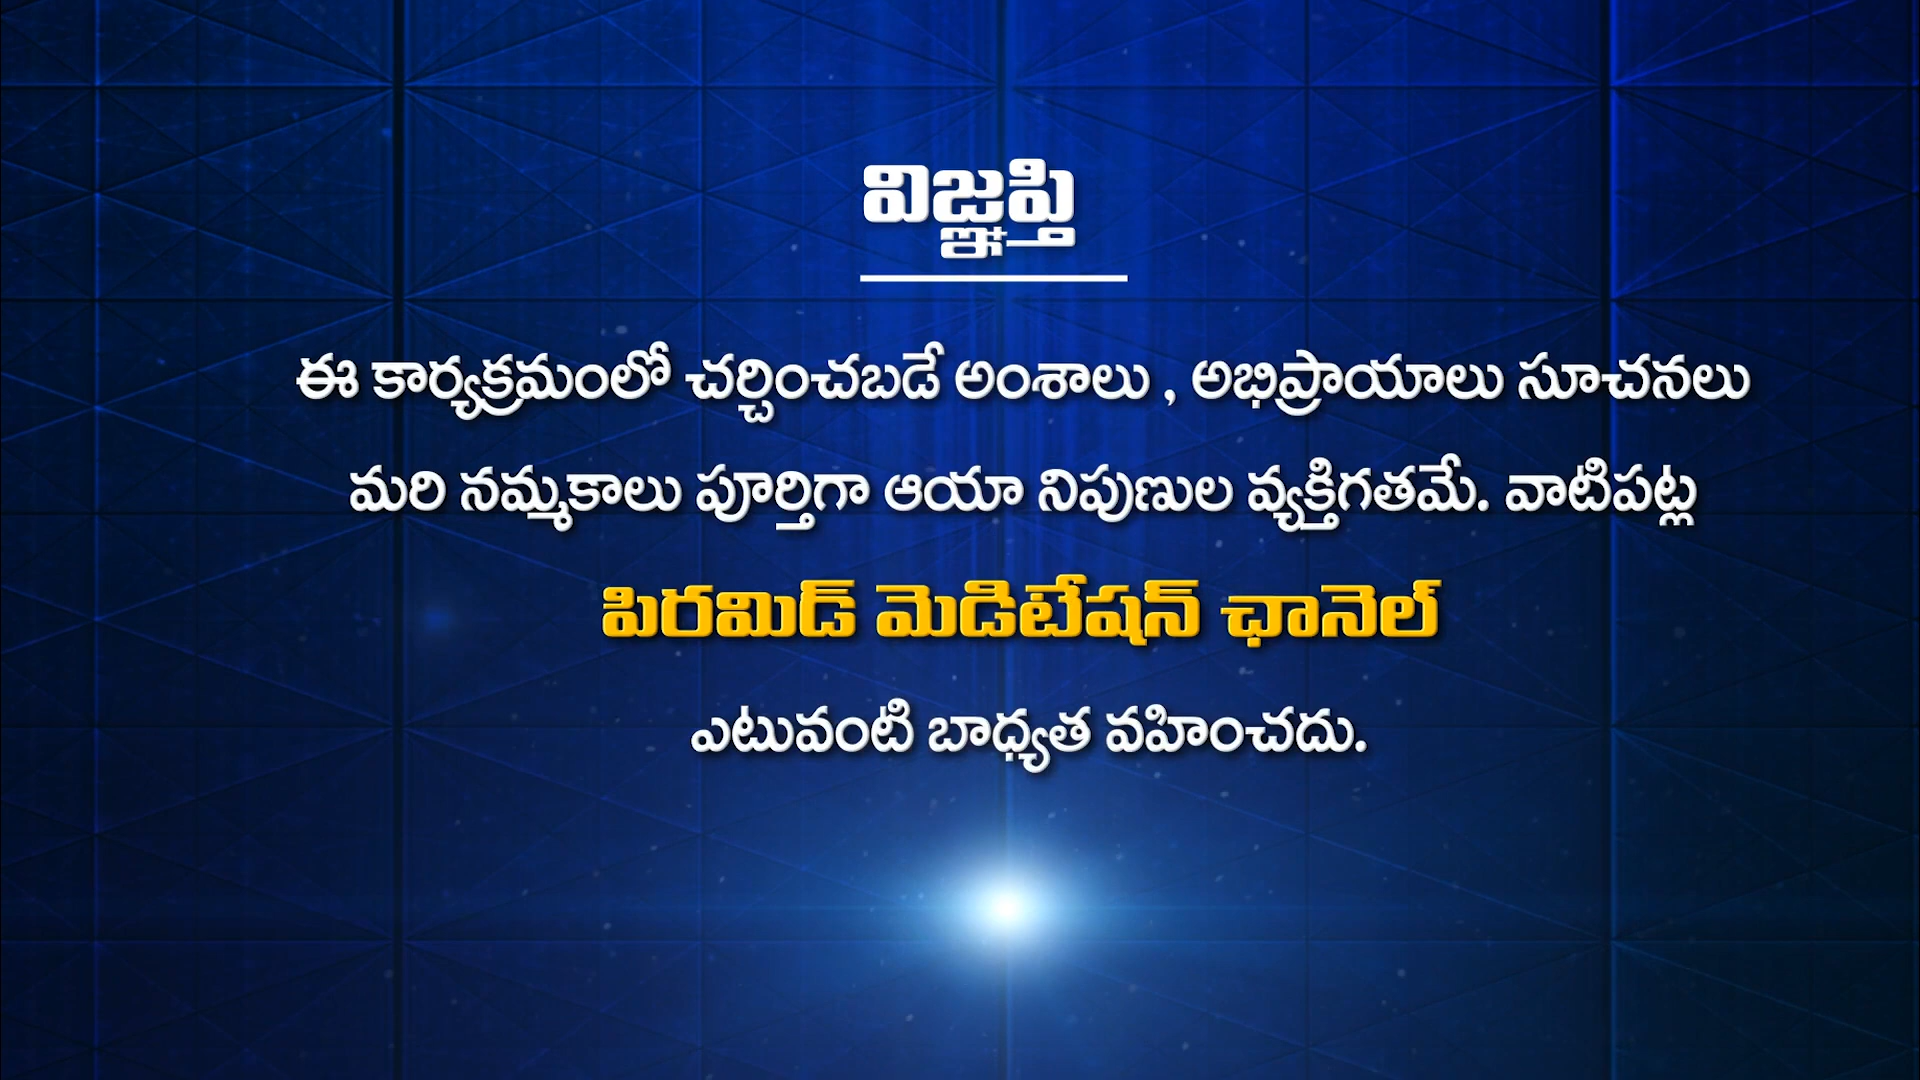 విజ్ఞప్తి
ఈ కార్యక్రమంలో చర్చించబడే అంశాలు , అభిప్రాయాలు సూచనలు
మరి నమ్మకాలు పూర్తిగా ఆయా నిపుణుల వ్యక్తిగతమే. వాటిపట్ల
పిరమిడ్ మెడిటేషన్ ఛానెల్
ఎటువంటి బాధ్యత వహించదు.